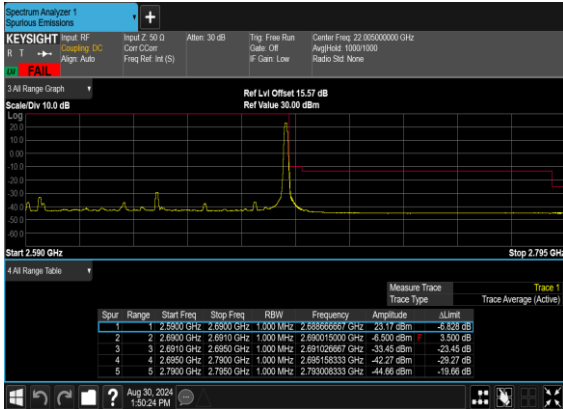 Spectrum Analyzer 1
Spurious Emissions
+
KEYSIGHT Input: RF Input Z: 50 Ω Atten: 30 dB Trig: Free Run Center Freq: 22.005000000 GHz
R T Coupling: DC Corr CCorr Gate: Off Avg|Hold: 1000/1000
Align: Auto Freq Ref: Int (S) IF Gain: Low Radio Std: None
FAIL
3 All Range Graph
Ref Lvl Offset 15.57 dB
Scale/Div 10.0 dB Ref Value 30.00 dBm
Log
20.0
10.0
0.00
-10.0
-20.0
-30.0
-40.0
-50.0
-60.0
Start 2.590 GHz Stop 2.795 GHz
4 All Range Table
Measure Trace Trace 1
Trace Type Trace Average (Active)
Spur Range Start Freq Stop Freq RBW Frequency Amplitude ΔLimit
1 1 2.5900 GHz 2.6900 GHz 1.000 MHz 2.688666667 GHz 23.17 dBm -6.828 dB
2 2 2.6900 GHz 2.6910 GHz 1.000 MHz 2.690015000 GHz -6.500 dBm F 3.500 dB
3 3 2.6910 GHz 2.6950 GHz 1.000 MHz 2.691026667 GHz -33.45 dBm -23.45 dB
4 4 2.6950 GHz 2.7900 GHz 1.000 MHz 2.695158333 GHz -42.27 dBm -29.27 dB
5 5 2.7900 GHz 2.7950 GHz 1.000 MHz 2.793008333 GHz -44.66 dBm -19.66 dB
? Aug 30, 2024
1:50:24 PM